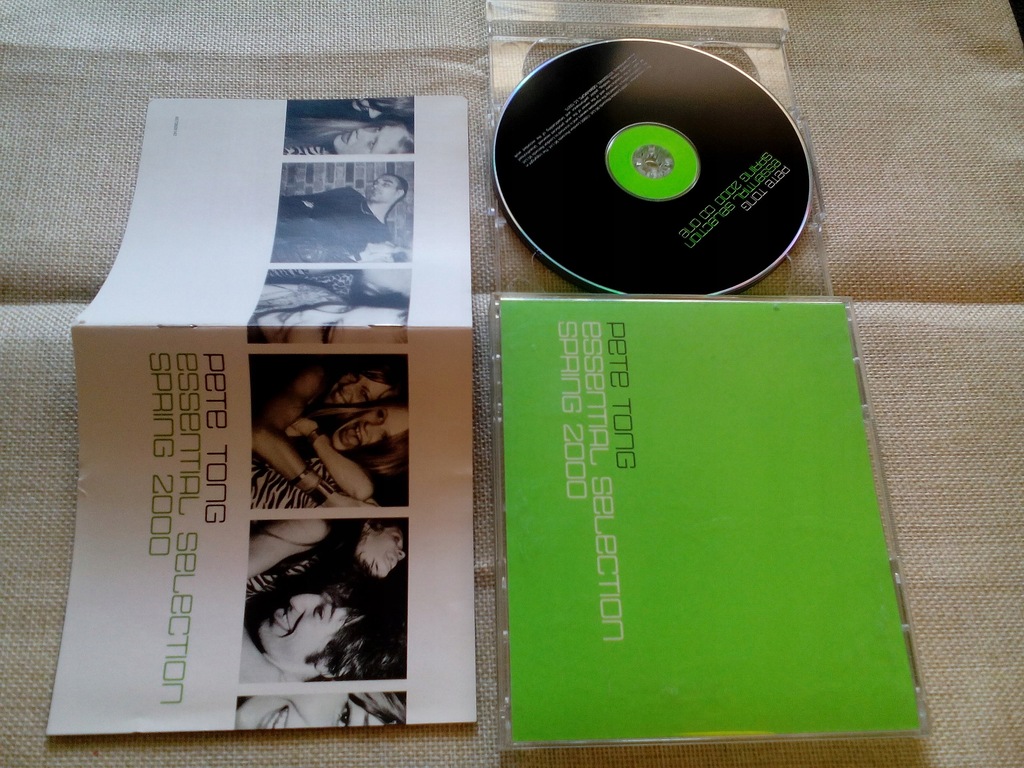 PETE TONG
ESSENTIAL SELECTION
SPRING 2000
PETE TONG
ESSENTIAL SELECTION
SPRING 2000 CD ONE
PETE TONG
ESSENTIAL SELECTION
SPRING 2000